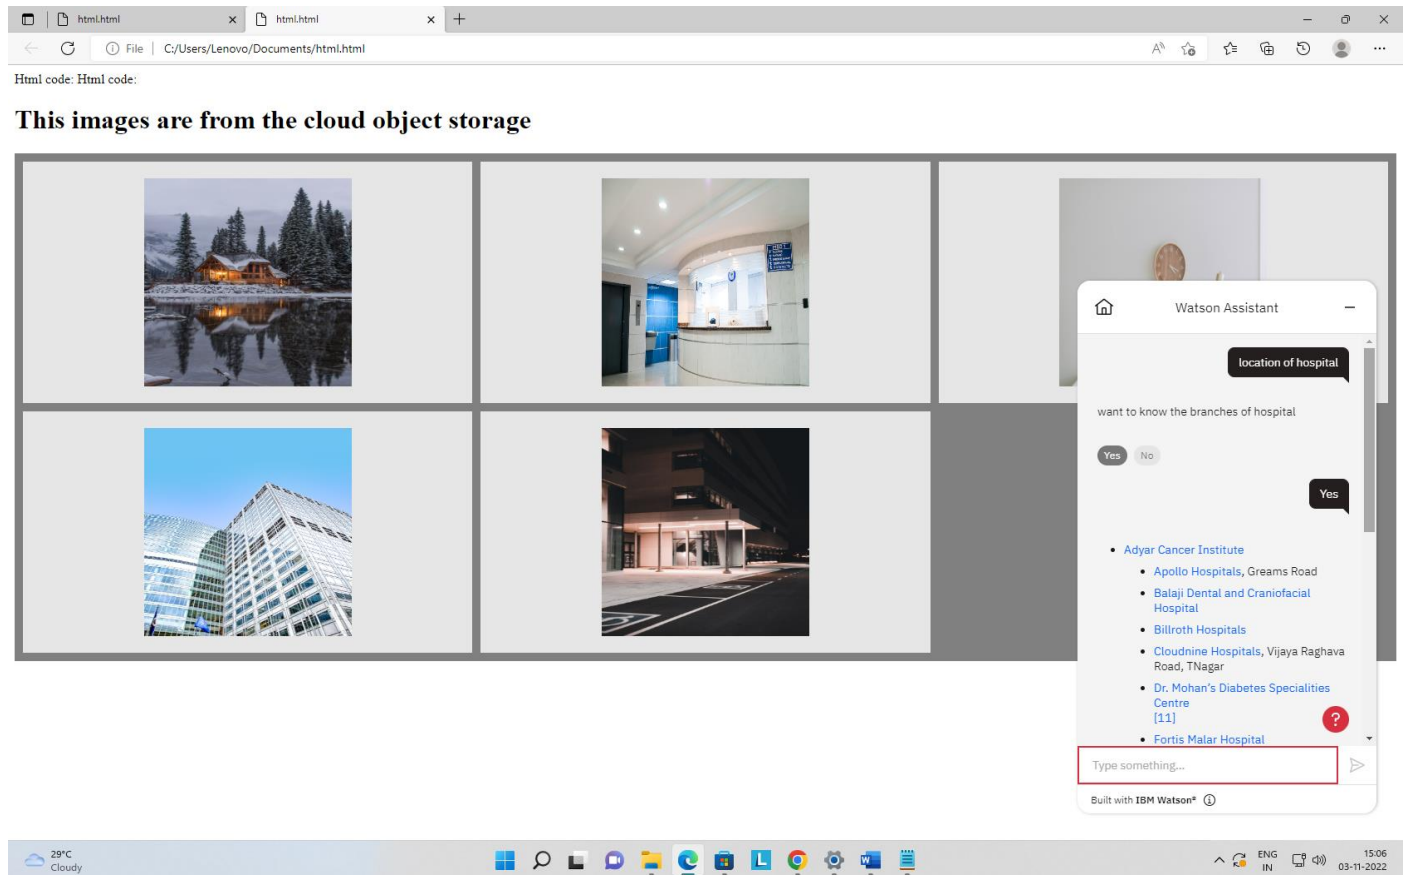 html.html
html.html
File
C:/Users/Lenovo/Documents/html.html
Html code: Html code:
This images are from the cloud object storage
Watson Assistant
location of hospital
want to know the branches of hospital
Yes No
Yes
Adyar Cancer Institute
Apollo Hospitals, Greams Road
Balaji Dental and Craniofacial
Hospital
Billroth Hospitals
Cloudnine Hospitals, Vijaya Raghava
Road, TNagar
Dr. Mohan's Diabetes Specialities
Centre
[11]
?
Fortis Malar Hospital
Type something...
Built with IBM Watson®
29°C
Cloudy
ENG
IN
15:06
03-11-2022